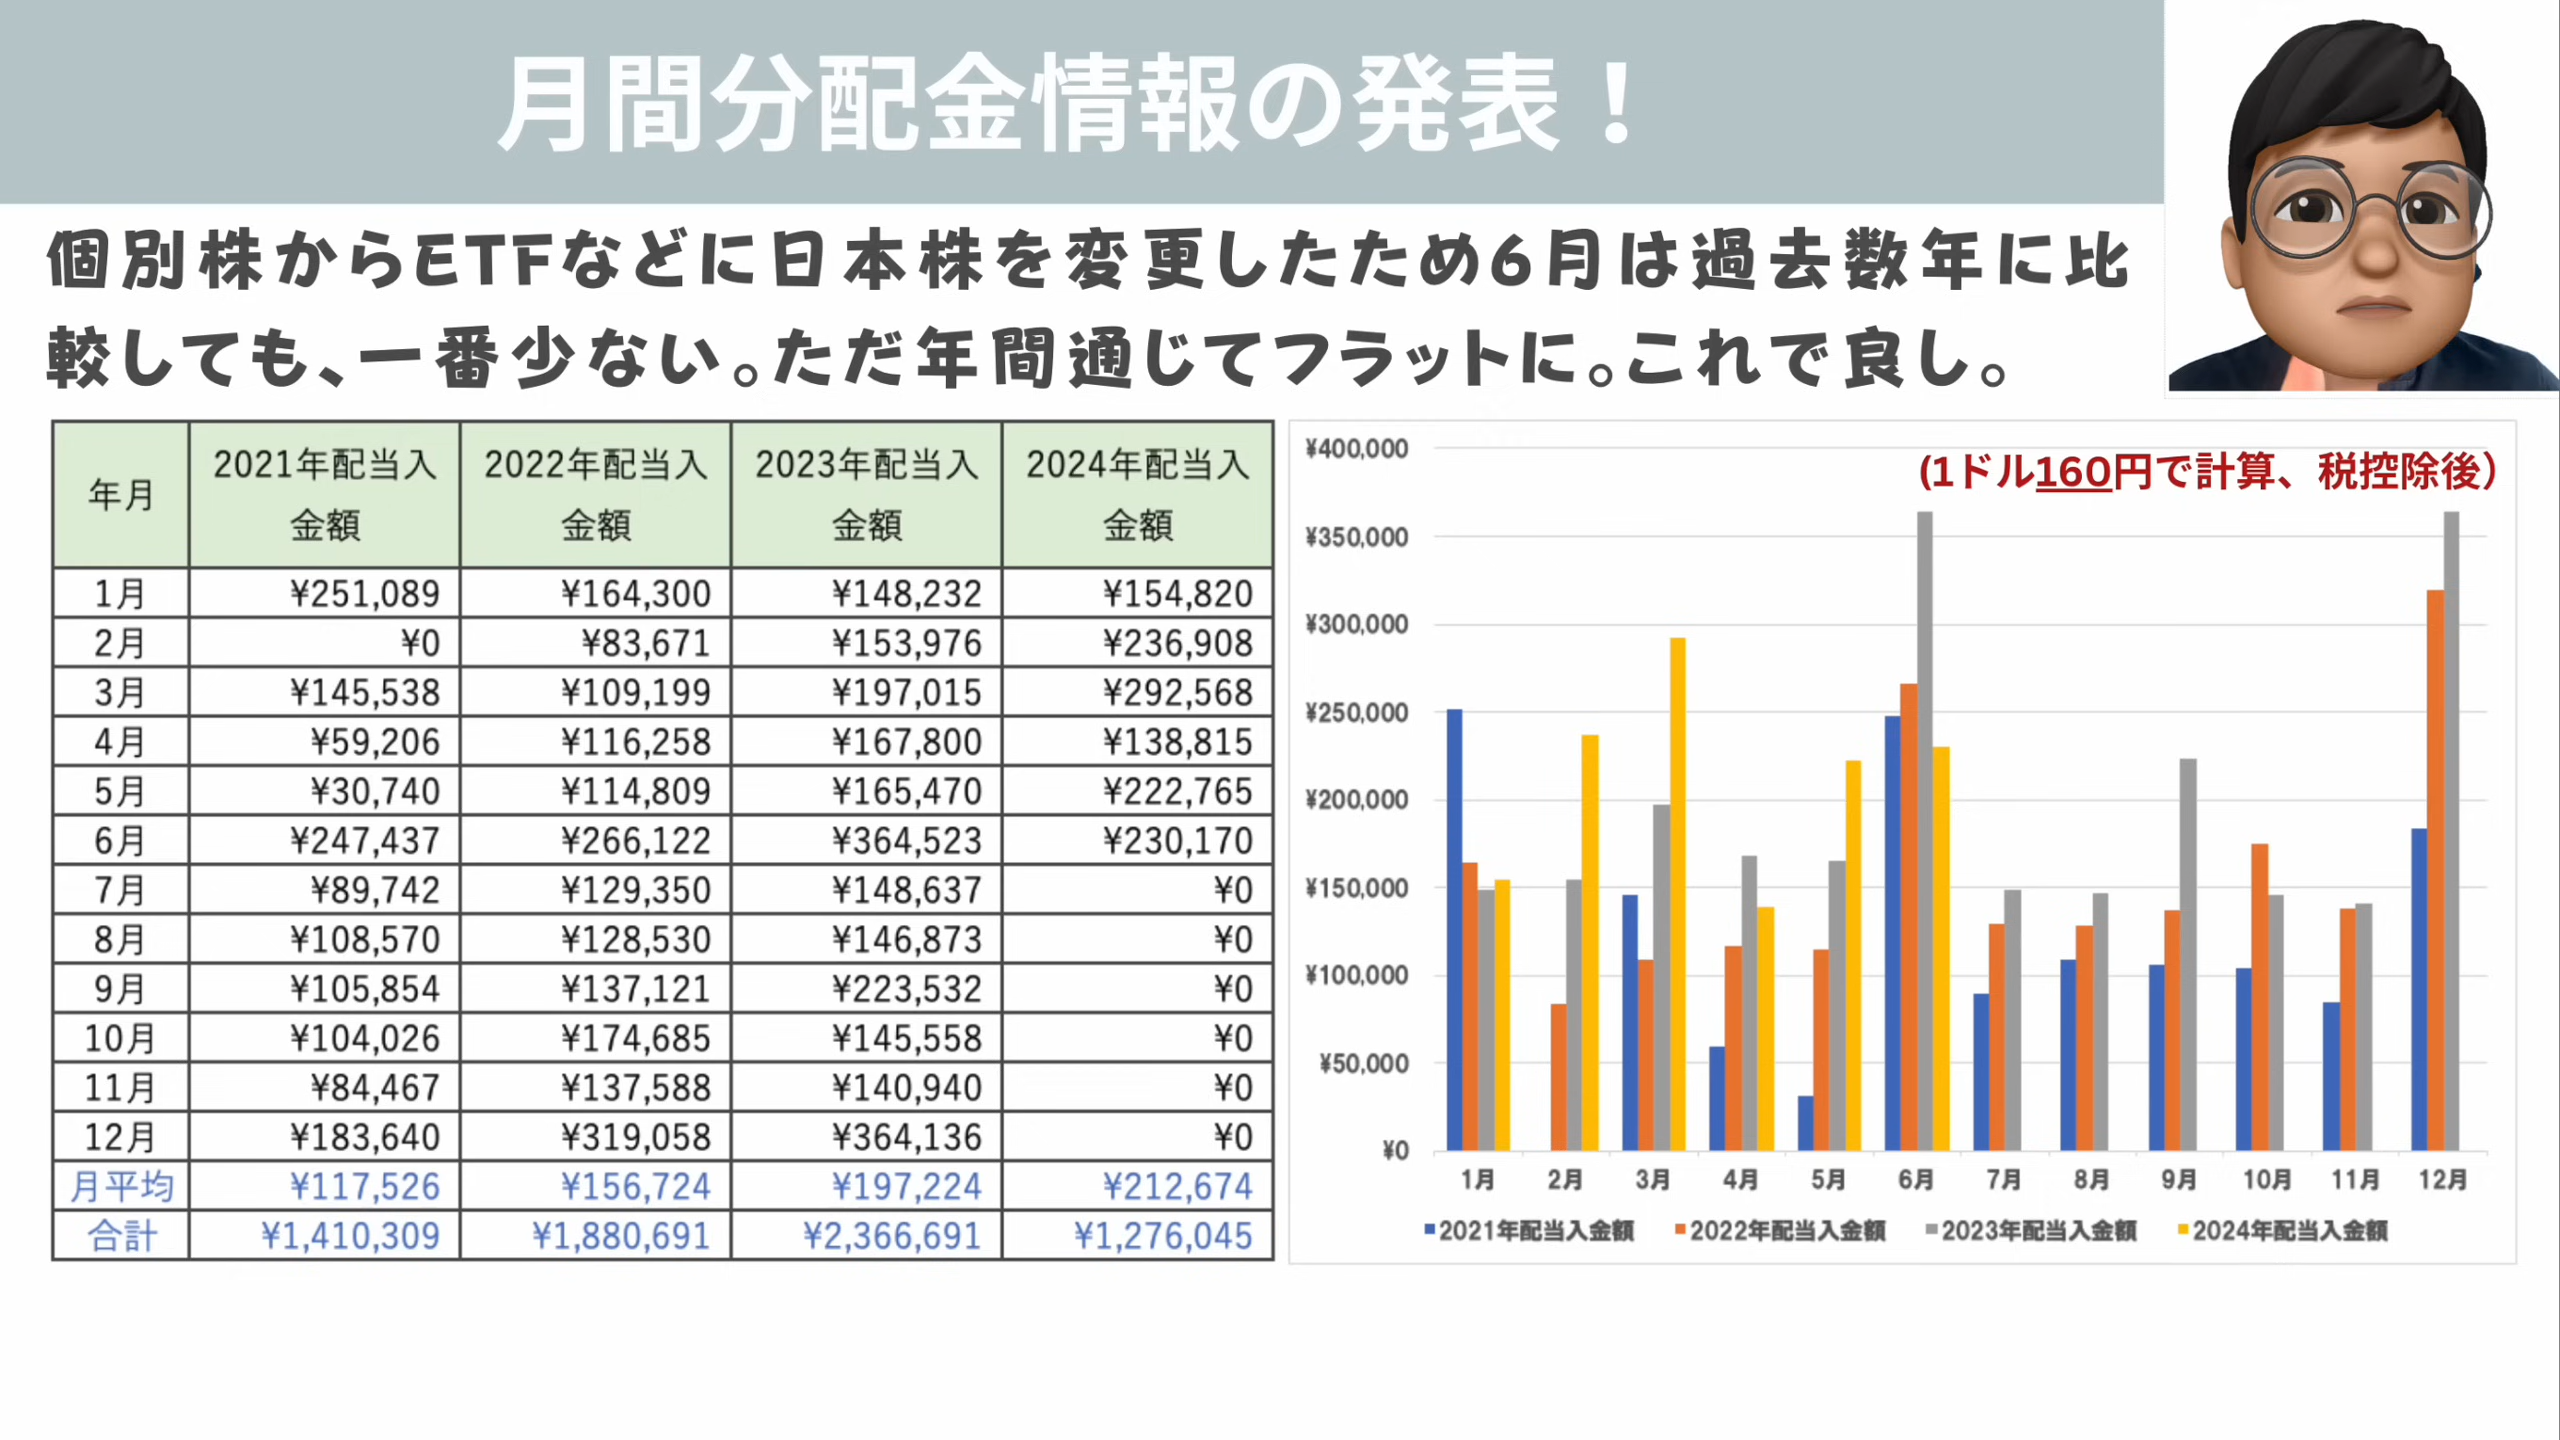 月間分配金情報の発表！
個別株からETFなどに日本株を変更したため6月は過去数年に比
較しても、一番少ない。ただ年間通じてフラットに。これで良し。
年月 2021年配当入金額 2022年配当入金額 2023年配当入金額 2024年配当入金額
1月 ¥251,089 ¥164,300 ¥148,232 ¥154,820
2月 ¥0 ¥83,671 ¥153,976 ¥236,908
3月 ¥145,538 ¥109,199 ¥197,015 ¥292,568
4月 ¥59,206 ¥116,258 ¥167,800 ¥138,815
5月 ¥30,740 ¥114,809 ¥165,470 ¥222,765
6月 ¥247,437 ¥266,122 ¥364,523 ¥230,170
7月 ¥89,742 ¥129,350 ¥148,637 ¥0
8月 ¥108,570 ¥128,530 ¥146,873 ¥0
9月 ¥105,854 ¥137,121 ¥223,532 ¥0
10月 ¥104,026 ¥174,685 ¥145,558 ¥0
11月 ¥84,467 ¥137,588 ¥140,940 ¥0
12月 ¥183,640 ¥319,058 ¥364,136 ¥0
月平均 ¥117,526 ¥156,724 ¥197,224 ¥212,674
合計 ¥1,410,309 ¥1,880,691 ¥2,366,691 ¥1,276,045
(1ドル160円で計算、税控除後）
¥400,000
¥350,000
¥300,000
¥250,000
¥200,000
¥150,000
¥100,000
¥50,000
¥0
1月 2月 3月 4月 5月 6月 7月 8月 9月 10月 11月 12月
2021年配当入金額 2022年配当入金額 2023年配当入金額 2024年配当入金額